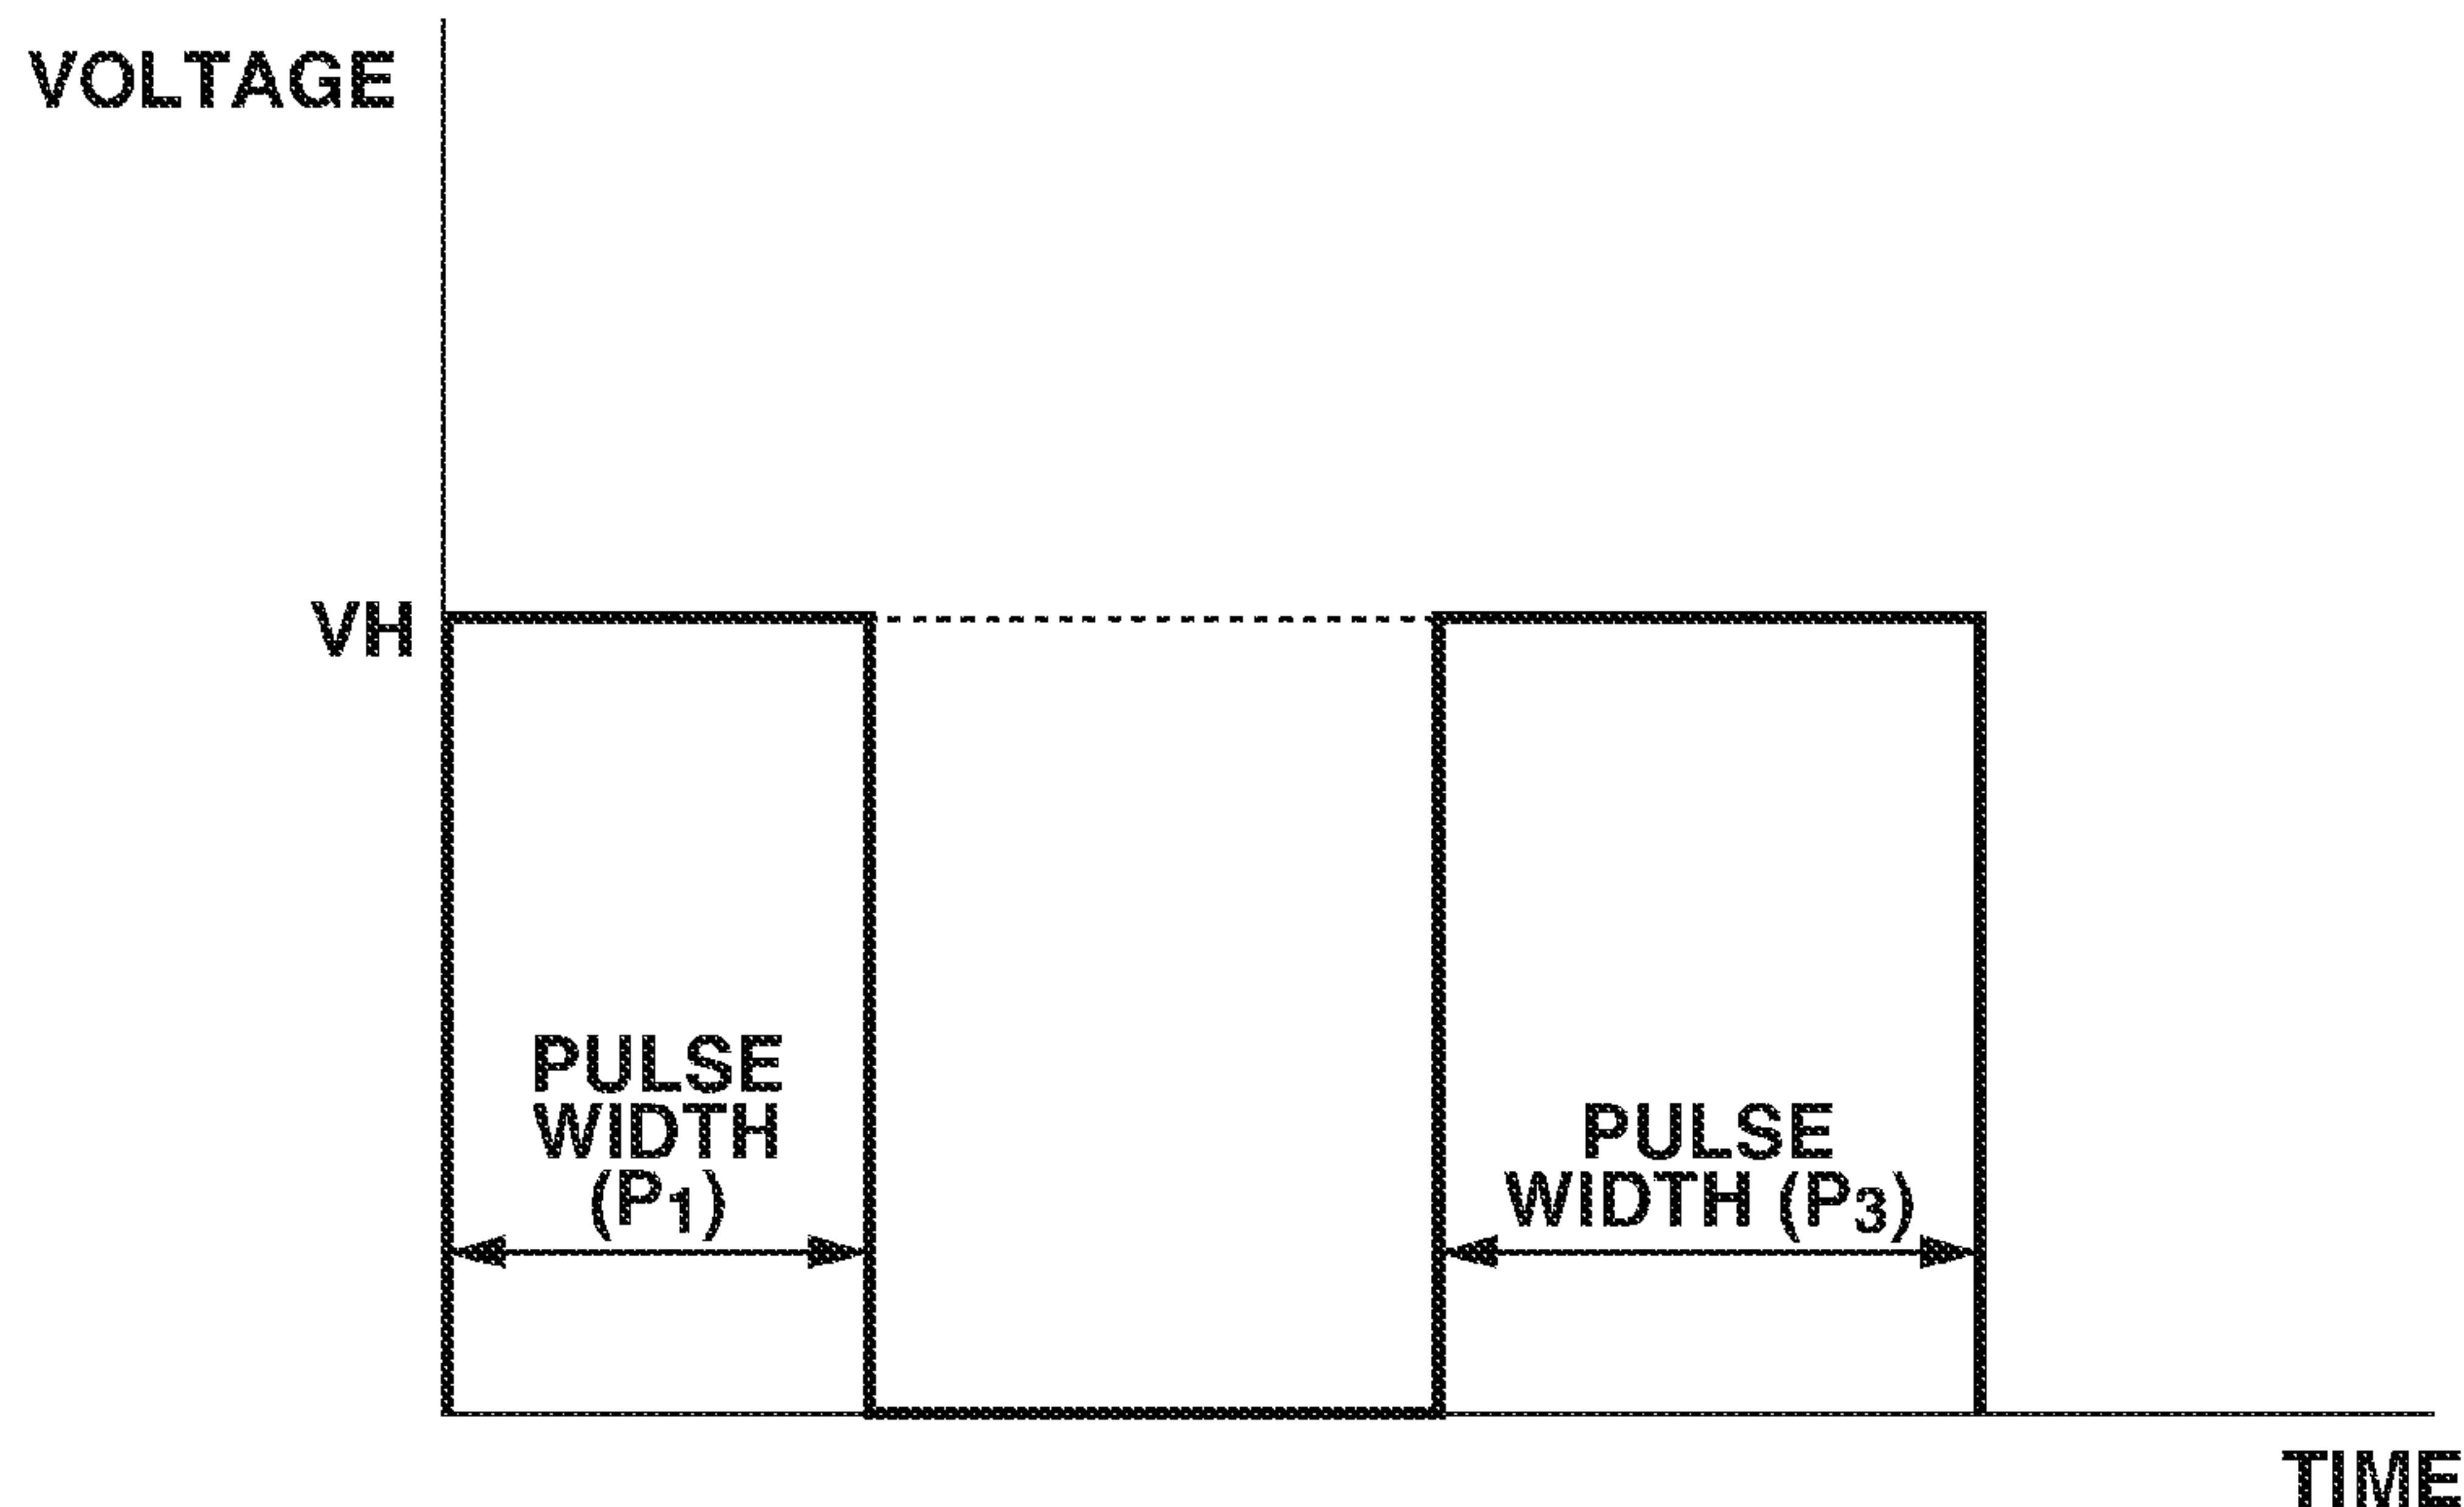 VOLTAGE
VH
PULSE
WIDTH
(P1)
PULSE
WIDTH (P3)
TIME